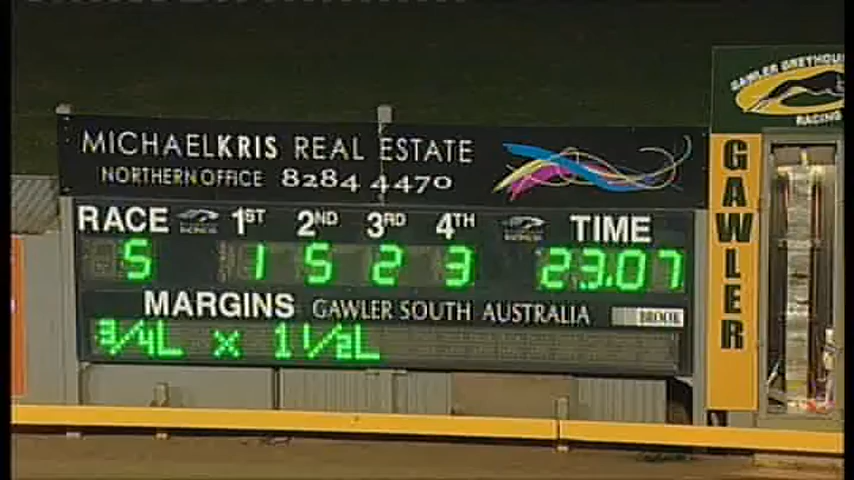 MICHAELKRIS REAL ESTATE
NORTHERN OFFICE 8284 4470
GAWLER GREYHOU
RACING
GAWLER
RACE 1ST 2ND 3RD 4TH TIME
5 1 5 2 3 23.07
MARGINS GAWLER SOUTH AUSTRALIA
3/4L x 1 1/2L